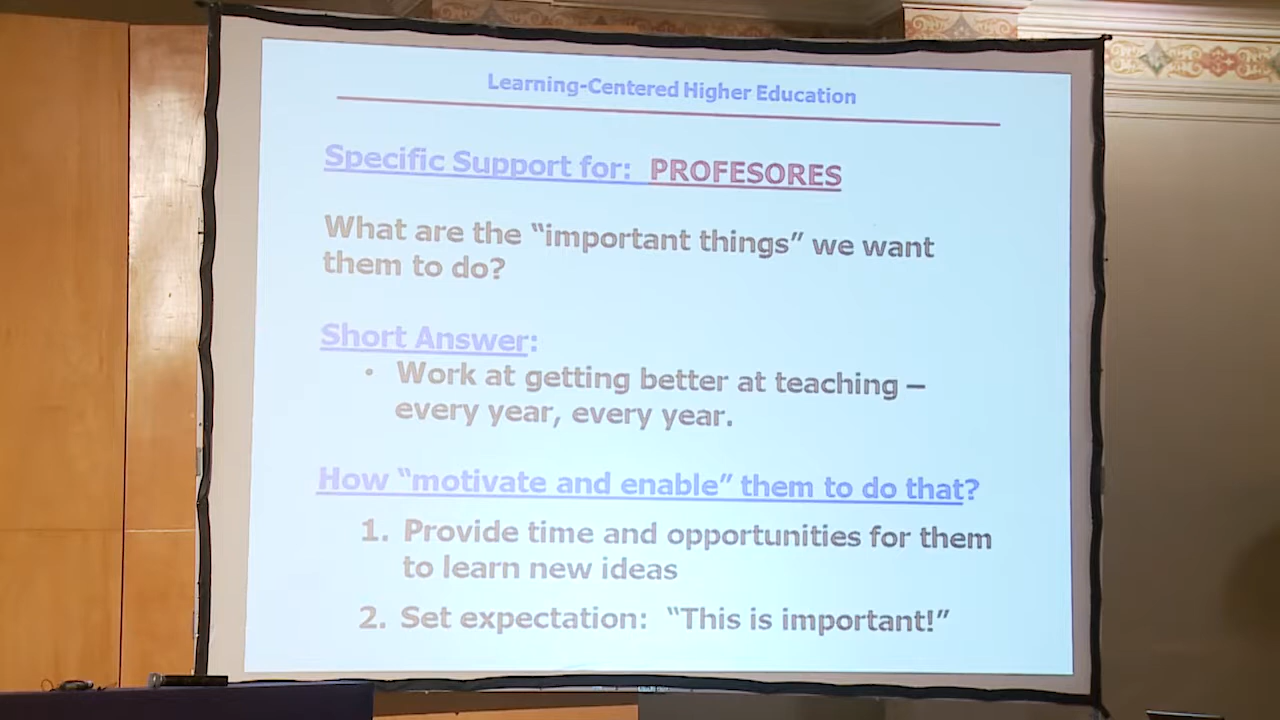 Learning-Centered Higher Education
Specific Support for: PROFESORES
What are the “important things” we want
them to do?
Short Answer:
• Work at getting better at teaching –
every year, every year.
How “motivate and enable” them to do that?
1. Provide time and opportunities for them
to learn new ideas
2. Set expectation: “This is important!”